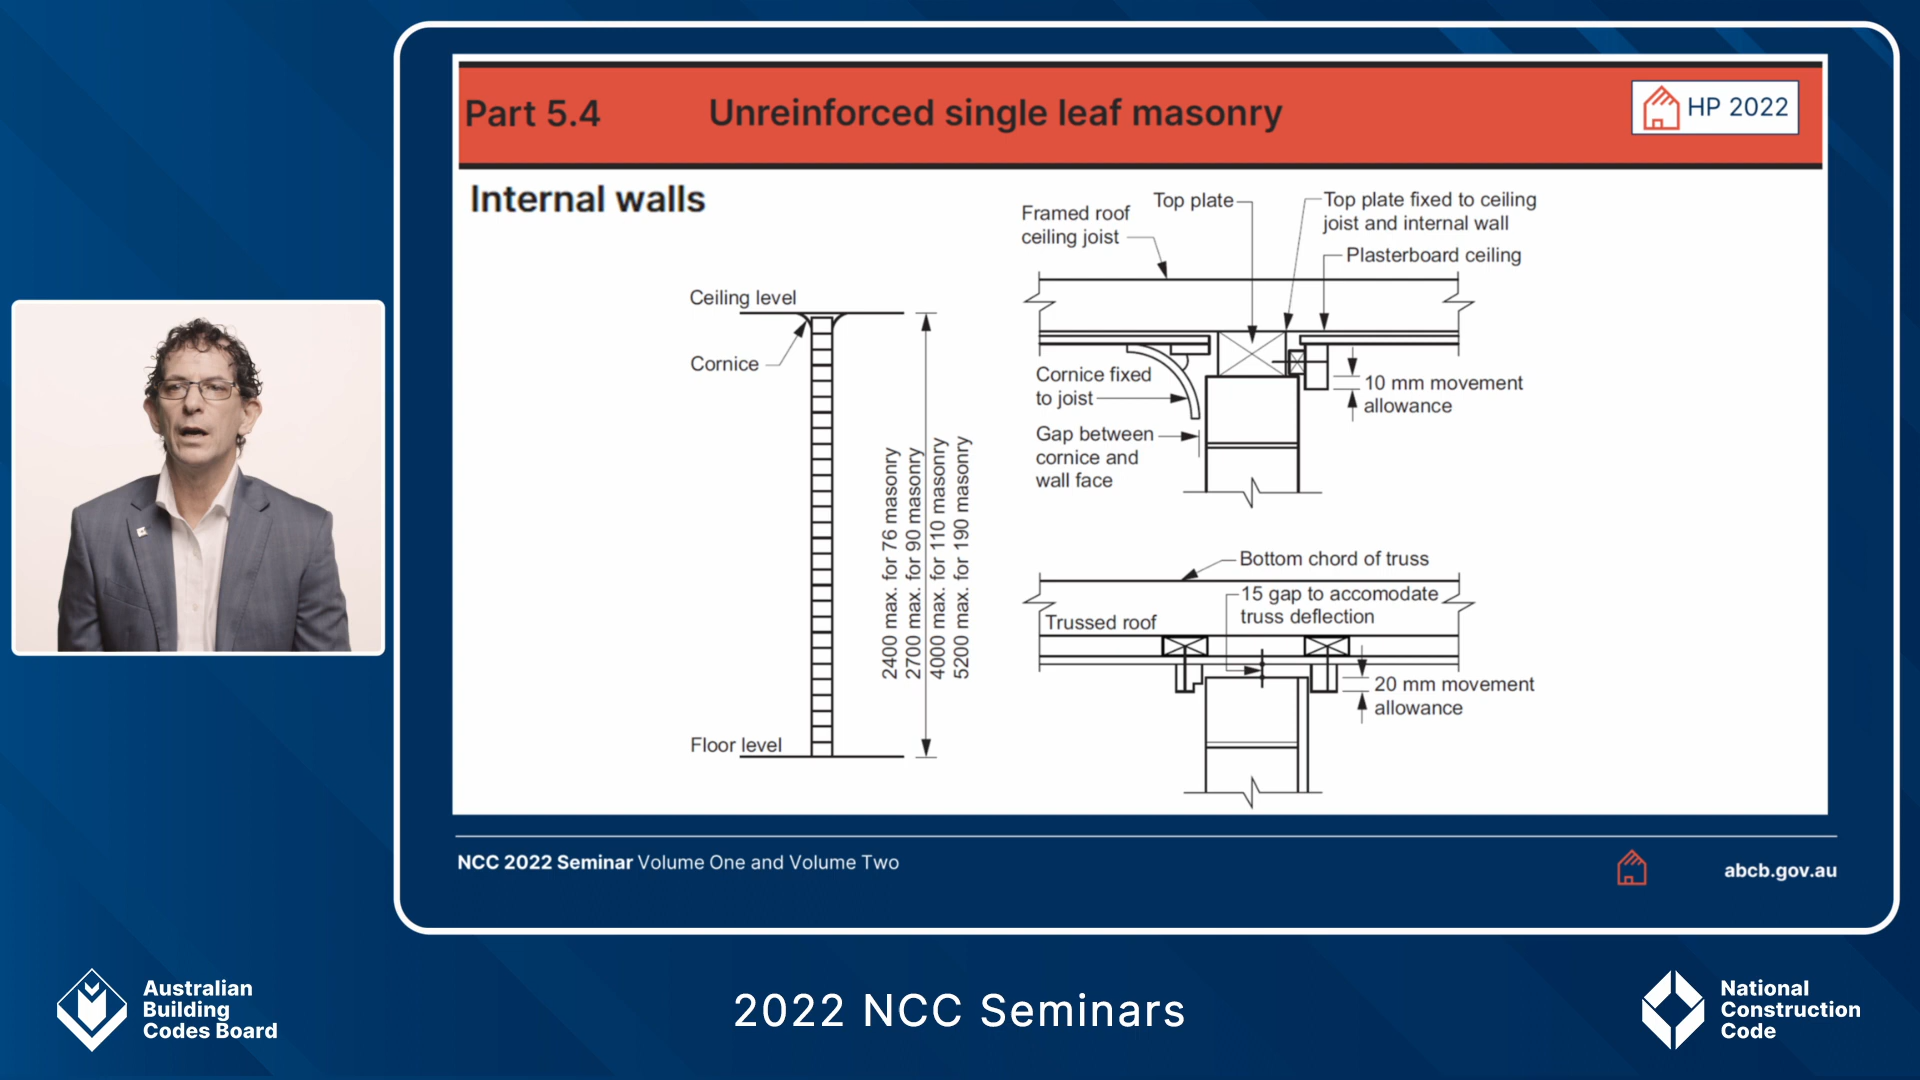 Part 5.4
Unreinforced single leaf masonry
HP 2022
Internal walls
Ceiling level
Cornice
Floor level
2400 max. for 76 masonry
2700 max. for 90 masonry
4000 max. for 110 masonry
5200 max. for 190 masonry
Framed roof
ceiling joist
Top plate
Top plate fixed to ceiling
joist and internal wall
Plasterboard ceiling
Cornice fixed
to joist
10 mm movement
allowance
Gap between
cornice and
wall face
Bottom chord of truss
15 gap to accomodate
truss deflection
Trussed roof
20 mm movement
allowance
NCC 2022 Seminar Volume One and Volume Two
abcb.gov.au
Australian
Building
Codes Board
2022 NCC Seminars
National
Construction
Code